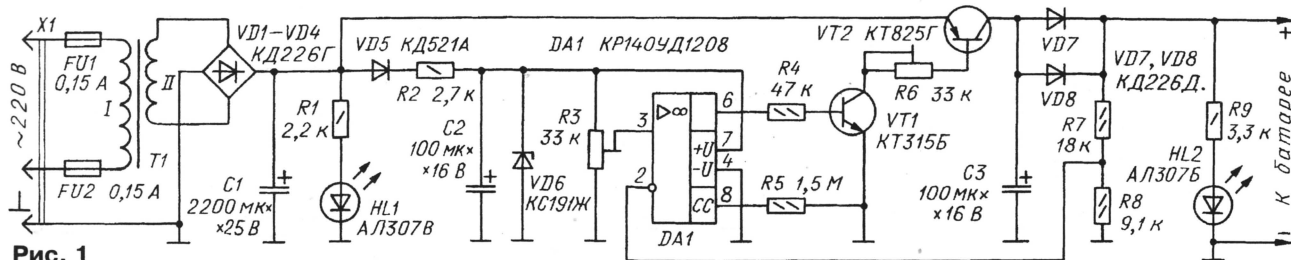 X1
~220 В
FU1
0,15 А
I
II
T1
FU2 0,15 А
⊥
VD1-VD4
КД226Г
C1
2200 мк×
×25 В
R1
2,2 к
HL1
АЛ307В
VD5 КД521А
R2 2,7 к
C2
100 мк×
×16 В
VD6
КС191Ж
DA1 КР140УД1208
R3
33 к
3
2
▷∞
+U
-U
CC
6
7
4
8
DA1
R4
47 к
R5 1,5 М
VT1
КТ315Б
VT2 КТ825Г
R6 33 к
C3
100 мк×
×16 В
VD7
VD8
VD7, VD8
КД226Д.
R7
18 к
R8
9,1 к
R9
3,3 к
HL2
АЛ307Б
+
К батарее
−
Рис. 1